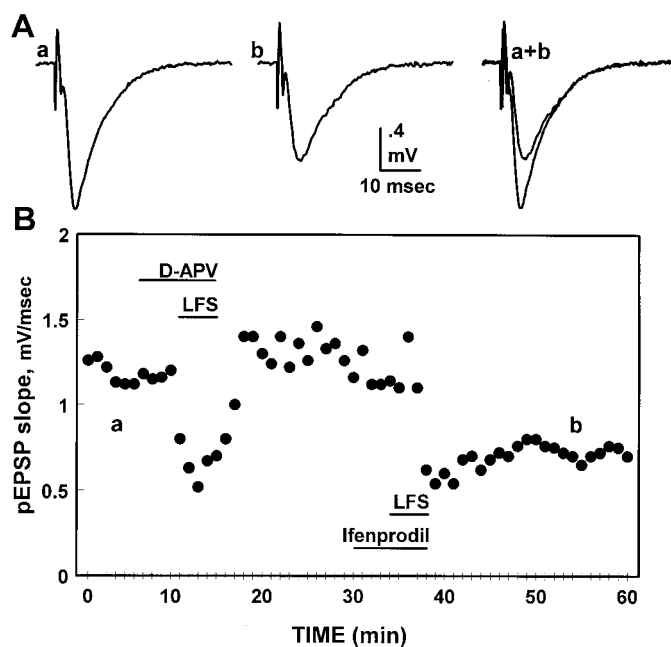 A
a
b
a+b
.4
mV
10 msec
B
pEPSP slope, mV/msec
2
1.5
1
0.5
0
D-APV
LFS
a
b
LFS
Ifenprodil
0
10
20
30
40
50
60
TIME (min)